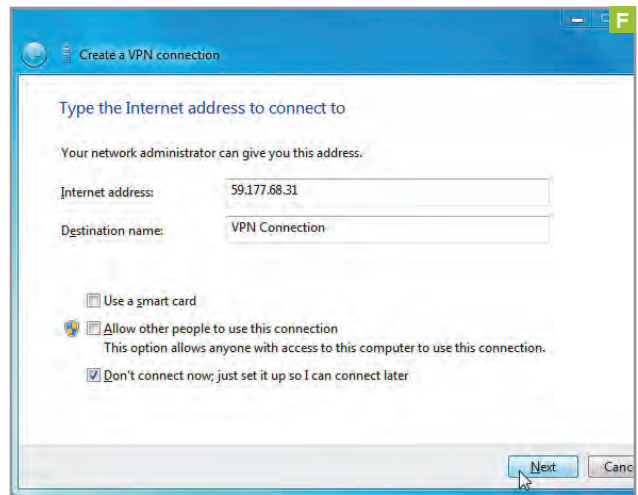 F
Create a VPN connection
Type the Internet address to connect to
Your network administrator can give you this address.
Internet address: 59.177.68.31
Destination name: VPN Connection
Use a smart card
Allow other people to use this connection
This option allows anyone with access to this computer to use this connection.
Don't connect now; just set it up so I can connect later
Next Canc